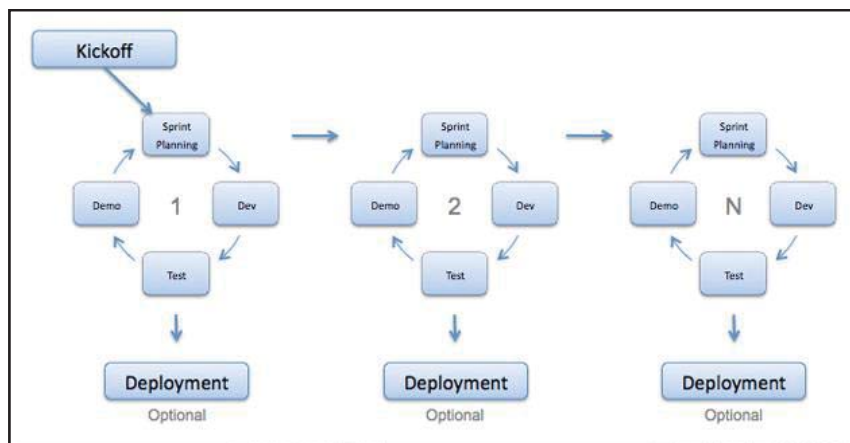 Kickoff
Sprint
Planning
Demo
1
Dev
Test
Deployment
Optional
Sprint
Planning
Demo
2
Dev
Test
Deployment
Optional
Sprint
Planning
Demo
N
Dev
Test
Deployment
Optional